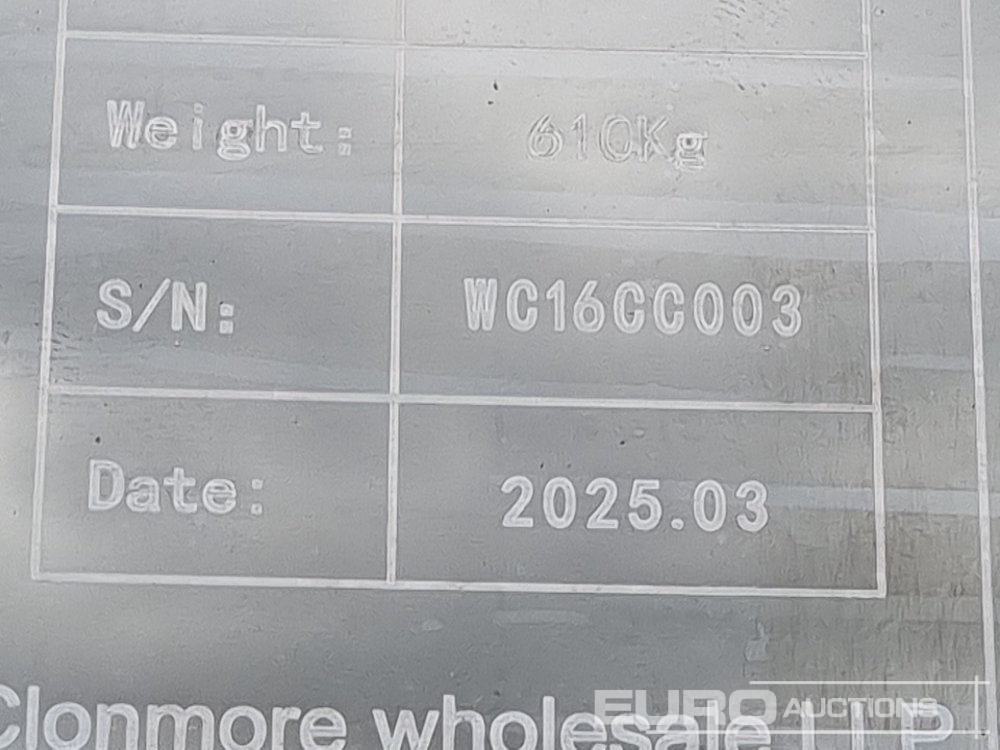 Weight: 610Kg
S/N: WC16CC003
Date: 2025.03
Clonmore wholesale LLP
EURO AUCTIONS